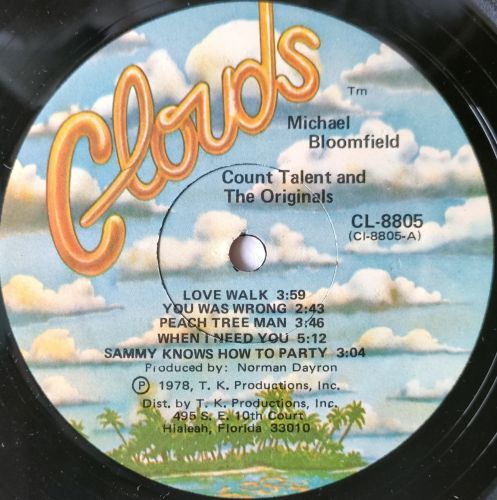 Clouds
Tm
Michael
Bloomfield
Count Talent and
The Originals
CL-8805
(Cl-8805-A)
LOVE WALK 3:59
YOU WAS WRONG 2:43
PEACH TREE MAN 3:46
WHEN I NEED YOU 5:12
SAMMY KNOWS HOW TO PARTY 3:04
Produced by: Norman Dayron
Ⓟ 1978, T. K. Productions, Inc.
Dist. by T. K. Productions, Inc.
495 S. E. 10th Court
Hialeah, Florida 33010